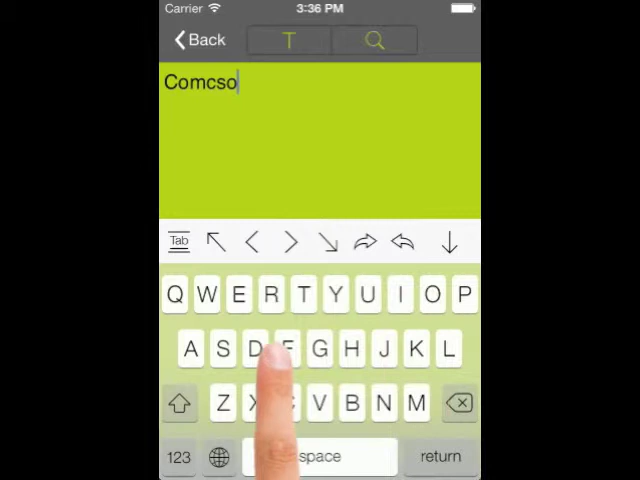 Carrier 3:36 PM
Back T
Comcso
Tab
Q W E R T Y U I O P
A S D F G H J K L
Z X C V B N M
123 space return